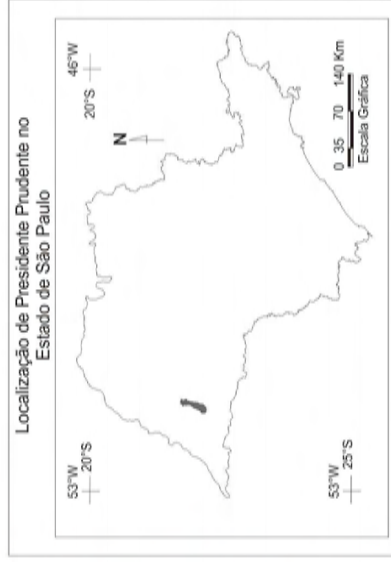 Localização de Presidente Prudente no
Estado de São Paulo
53°W
20°S
46°W
20°S
N
53°W
25°S
0 35 70 140 Km
Escala Gráfica